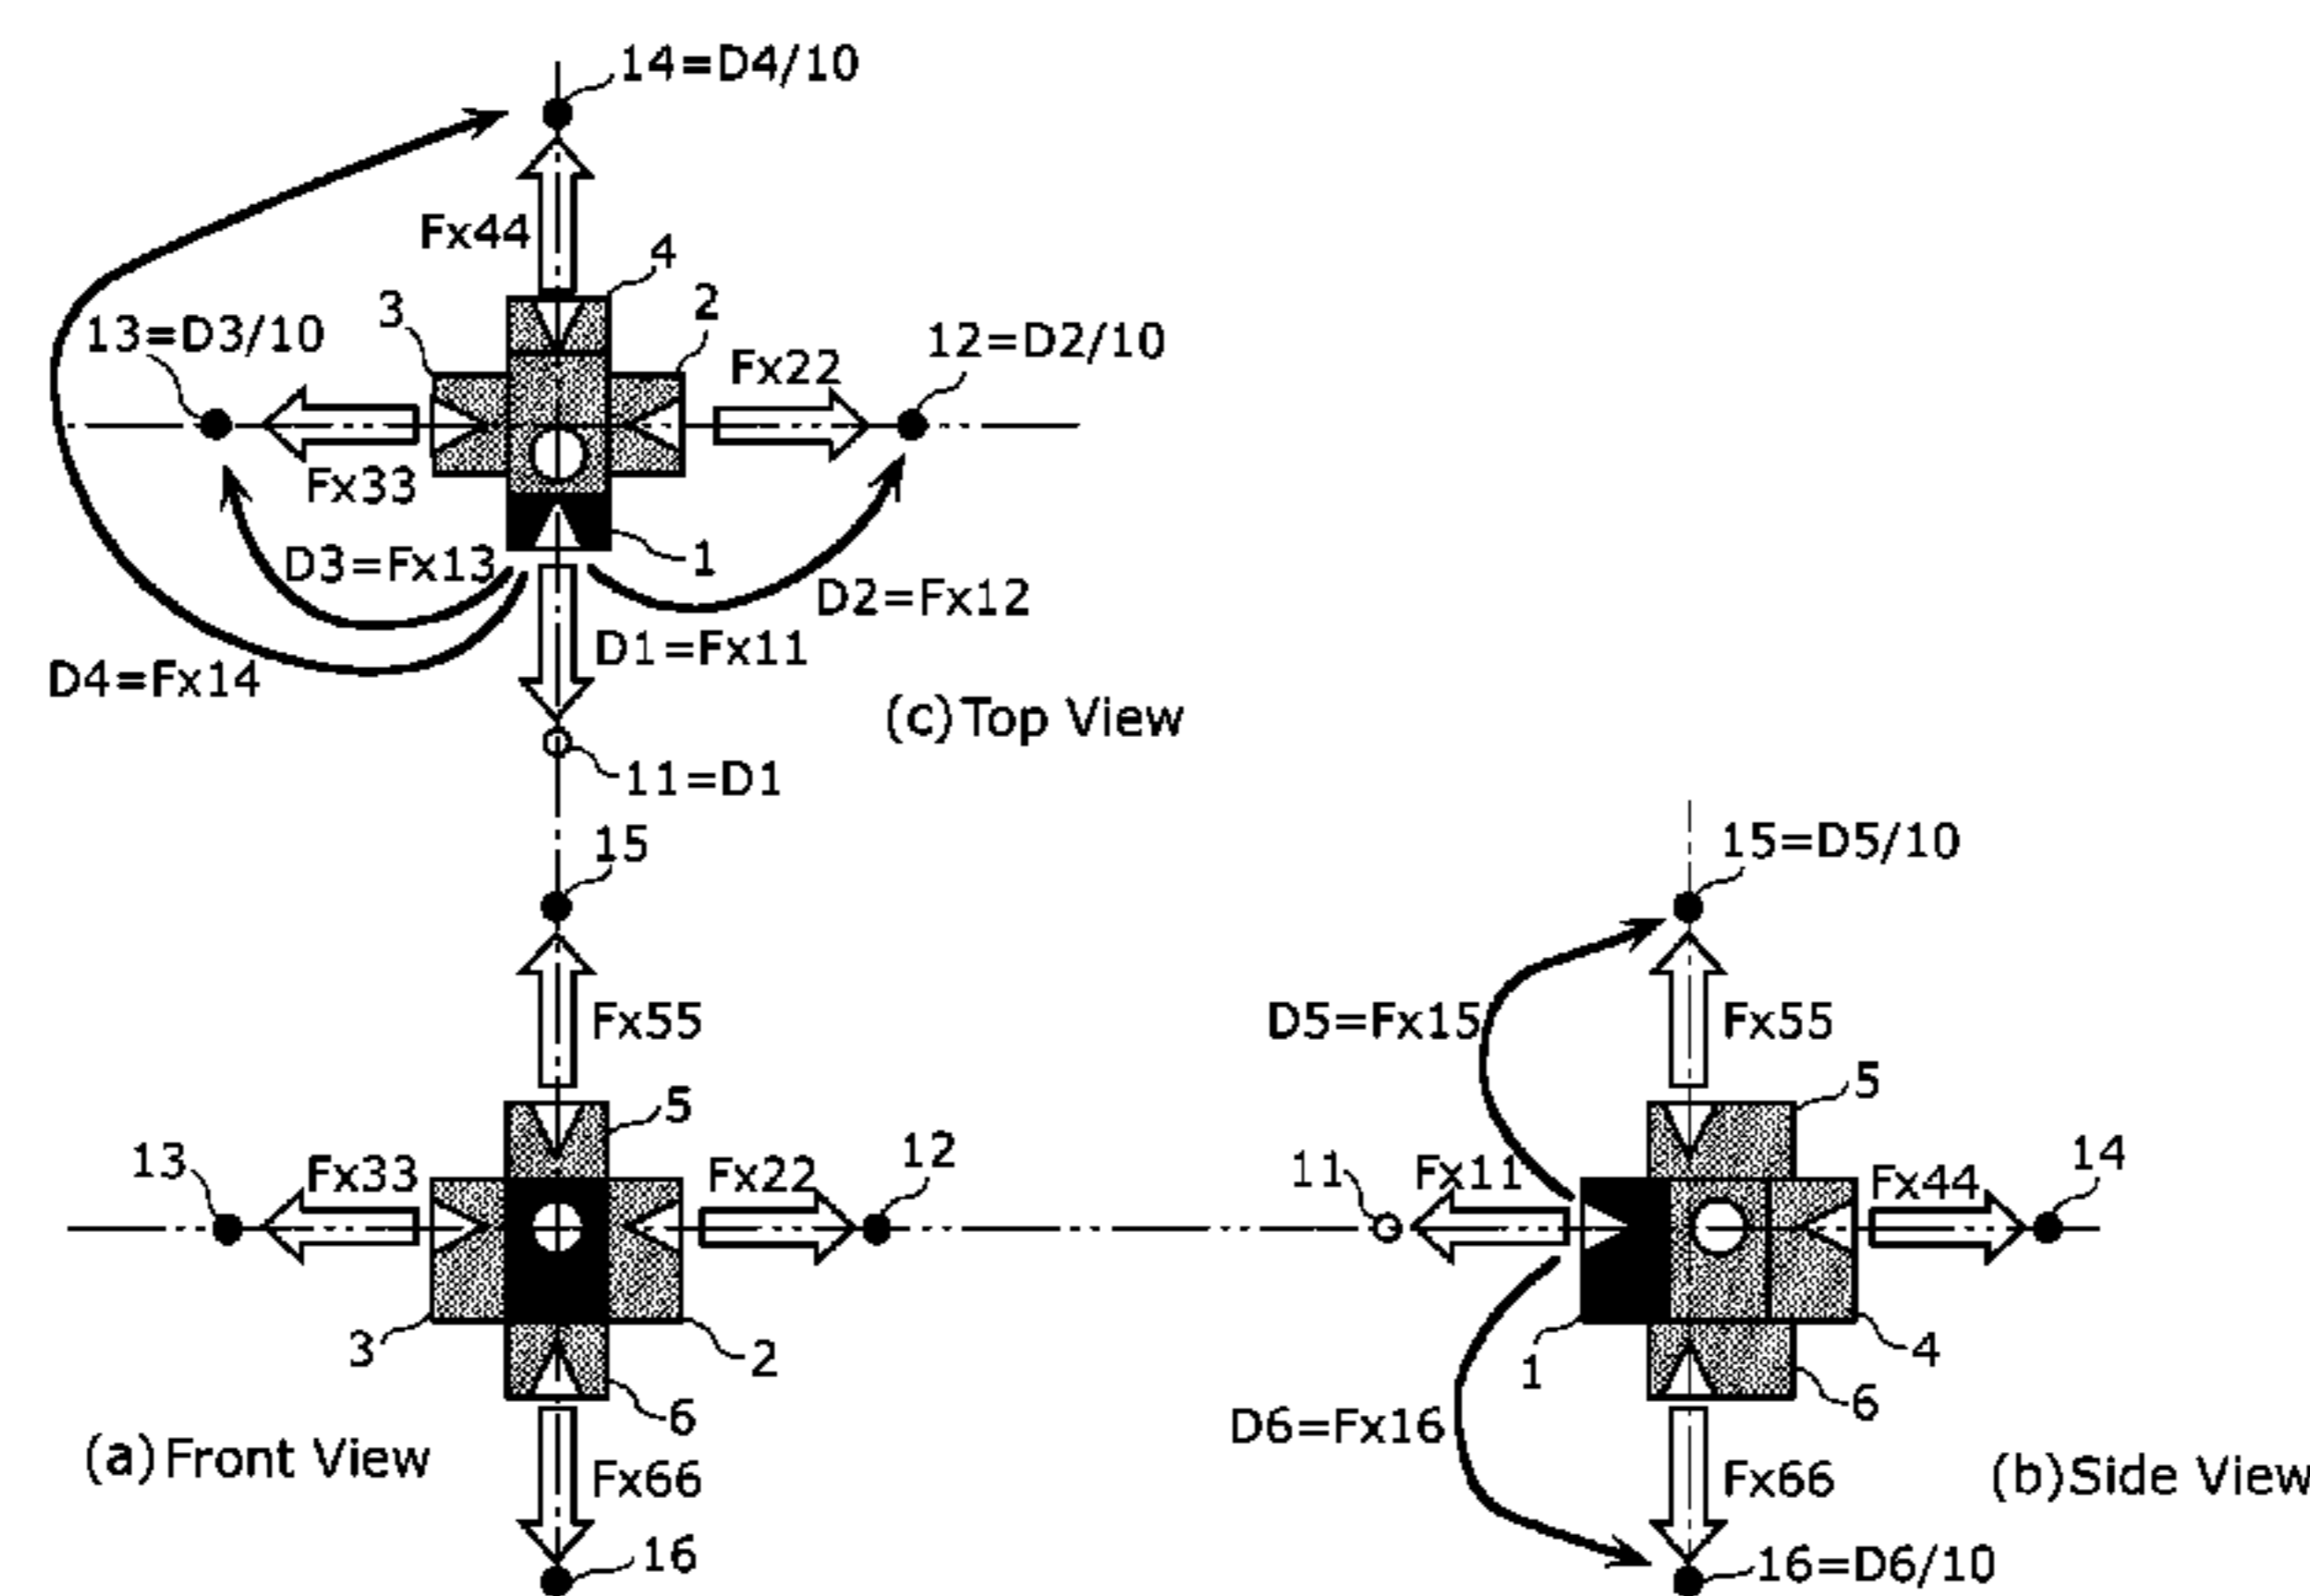 14=D4/10
Fx44
4
3
2
13=D3/10
12=D2/10
Fx22
Fx33
D3=Fx13
1
D2=Fx12
D1=Fx11
D4=Fx14
(c)Top View
11=D1
15
15=D5/10
Fx55
D5=Fx15
Fx55
5
5
13
Fx33
Fx22
12
11
Fx11
Fx44
14
3
2
1
4
6
6
D6=Fx16
(a)Front View
Fx66
Fx66
(b)Side View
16
16=D6/10